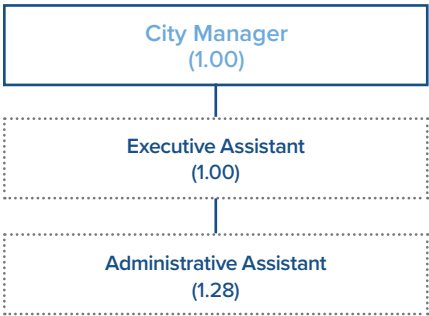 City Manager
(1.00)
Executive Assistant
(1.00)
Administrative Assistant
(1.28)